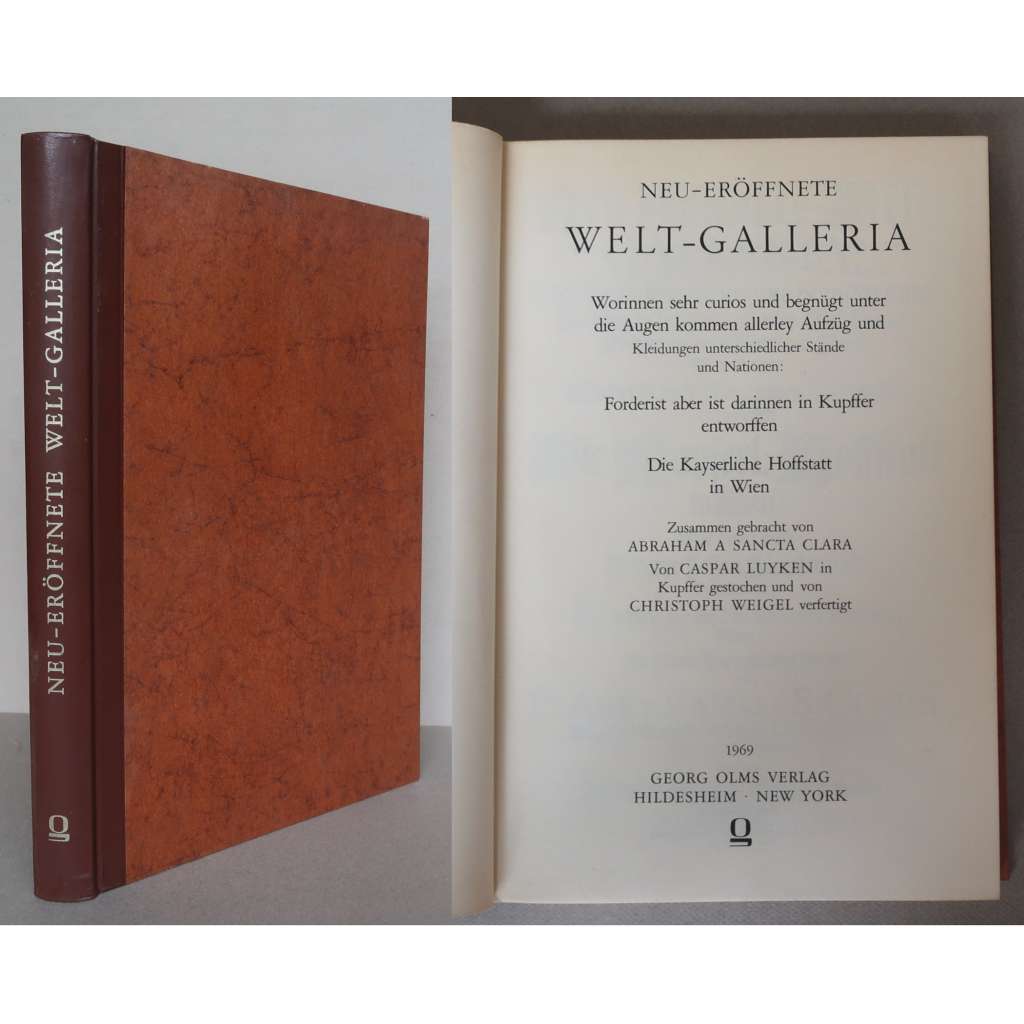 NEU-ERÖFFNETE WELT-GALLERIA
NEU-ERÖFFNETE
WELT-GALLERIA
Worinnen sehr curios und begnügt unter
die Augen kommen allerley Aufzüg und
Kleidungen unterschiedlicher Stände
und Nationen:
Forderist aber ist darinnen in Kupffer
entworffen
Die Kayserliche Hoffstatt
in Wien
Zusammen gebracht von
ABRAHAM A SANCTA CLARA
Von CASPAR LUYKEN in
Kupffer gestochen und von
CHRISTOPH WEIGEL verfertigt
1969
GEORG OLMS VERLAG
HILDESHEIM · NEW YORK